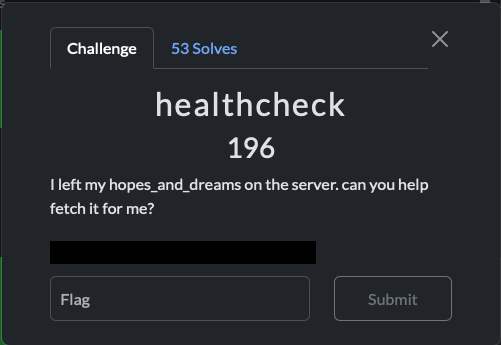 Challenge
53 Solves
healthcheck
196
I left my hopes_and_dreams on the server. can you help
fetch it for me?
Flag
Submit